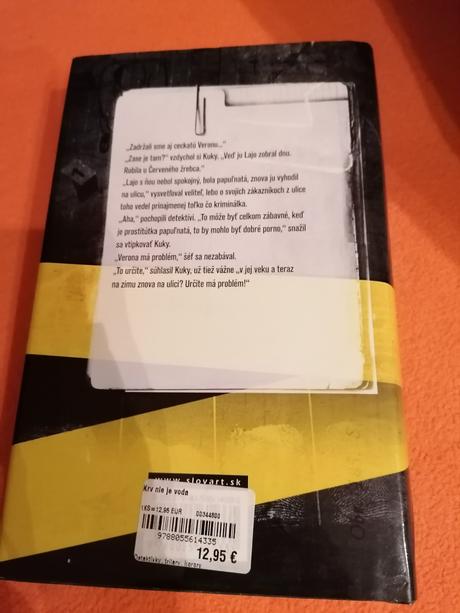 „Zadržali sme aj ceckatú Veronu...“
„Zase je tam?“ vzdychol si Kuky. „Veď ju Lajo zobral dnu.
Robila u Červeného žrebca.“
„Lajo s ňou nebol spokojný, bola papuľnatá, znova ju vyhodil
na ulicu,“ vysvetľoval veliteľ, lebo o svojich zákazníkoch z ulice
toho vedel prinajmenej toľko čo kriminálka.
„Aha,“ pochopili detektívi. „To môže byť celkom zábavné, keď
je prostitútka papuľnatá, to by mohlo byť dobré porno,“ snažil
sa vtipkovať Kuky.
„Verona má problém,“ šéf sa nezabával.
„To určite,“ súhlasil Kuky, už tiež vážne „v jej veku a teraz
na zimu znova na ulici? Určite má problém!“
www.slovart.sk
Krv nie je voda
1KS = 12,95 EUR 00344600
9788055614335
12,95 €
Detektívky, trilery, horory